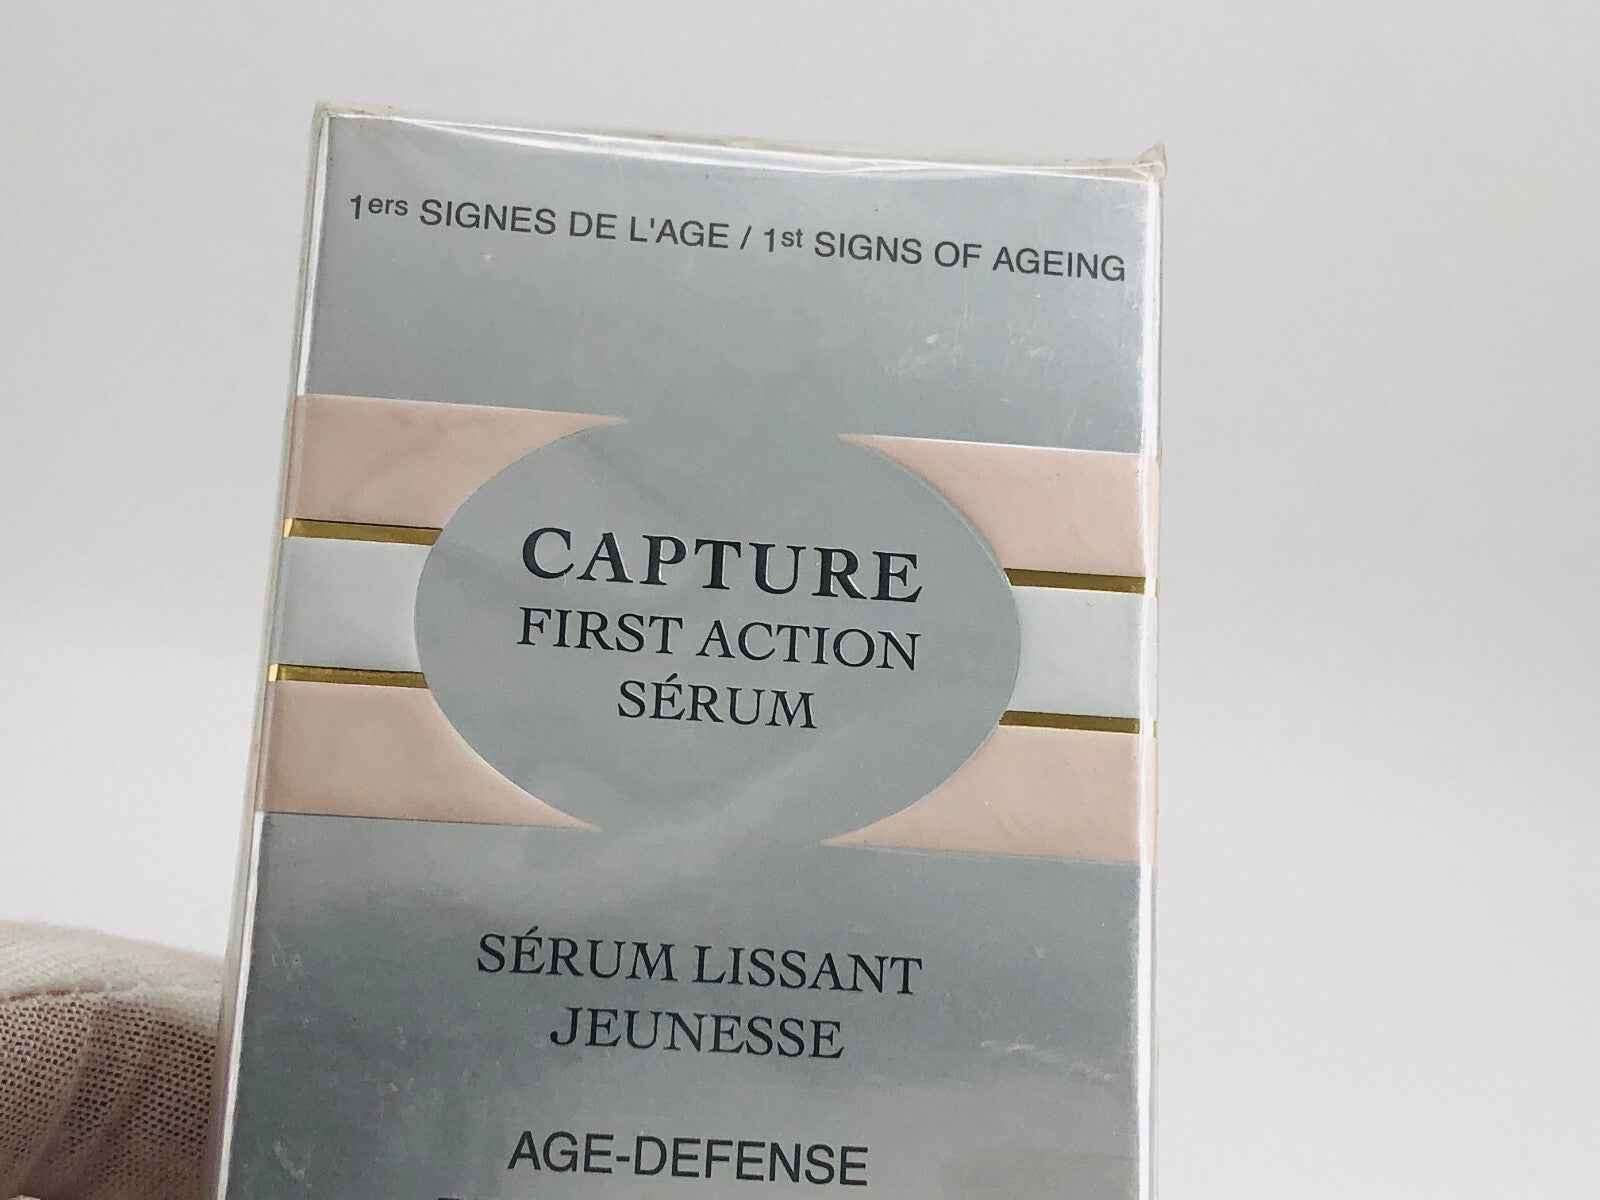 1ers SIGNES DE L'AGE / 1st SIGNS OF AGEING
CAPTURE
FIRST ACTION
SÉRUM
SÉRUM LISSANT
JEUNESSE
AGE-DEFENSE